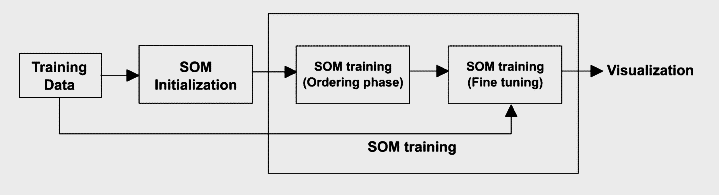 Training
Data
SOM
Initialization
SOM training
(Ordering phase)
SOM training
(Fine tuning)
Visualization
SOM training